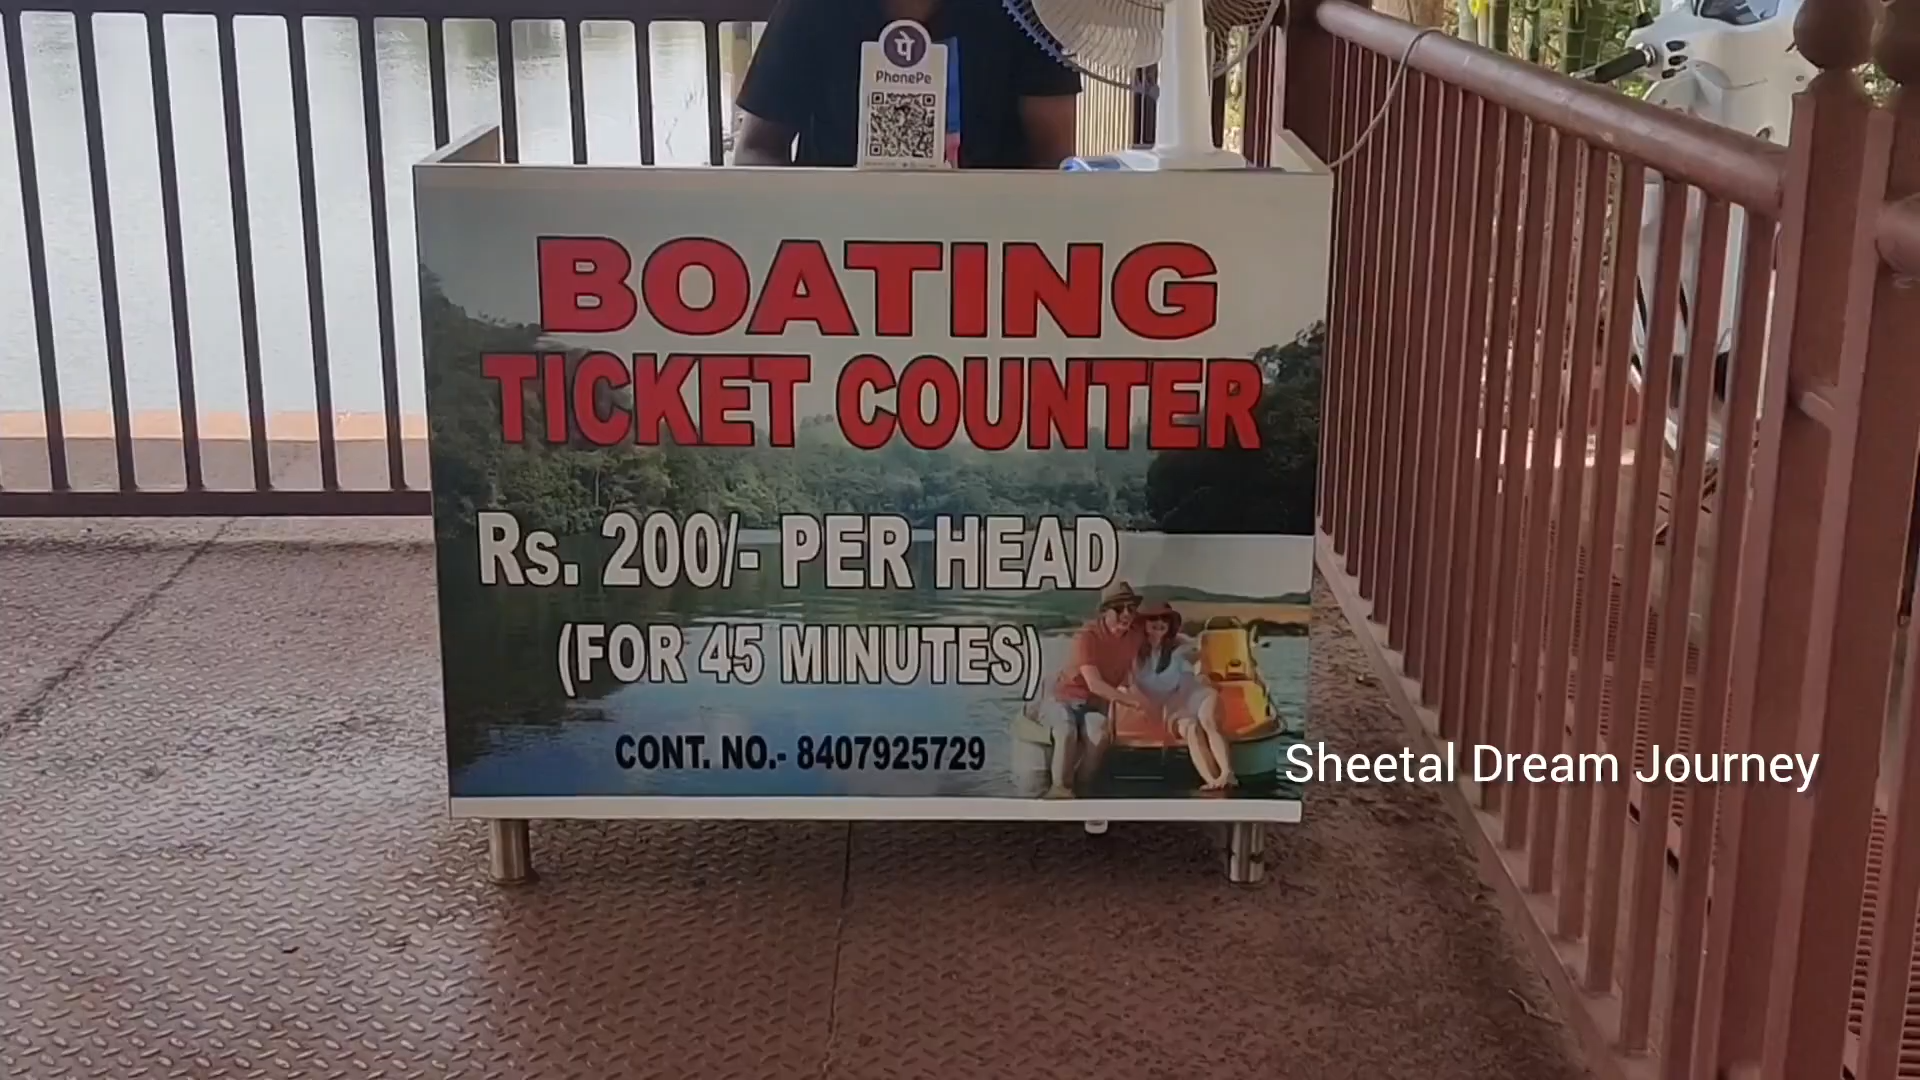 पे
PhonePe
BOATING
TICKET COUNTER
Rs. 200/- PER HEAD
(FOR 45 MINUTES)
CONT. NO.- 8407925729
Sheetal Dream Journey